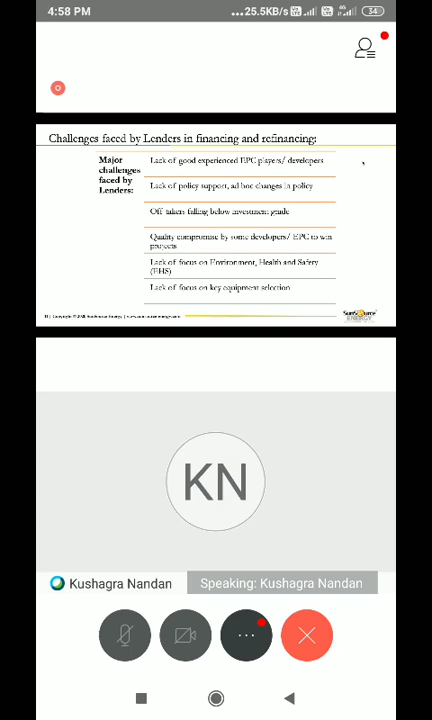 4:58 PM
...25.5KB/s
34
Challenges faced by Lenders in financing and refinancing:
Major challenges faced by Lenders:
Lack of good experienced EPC players/ developers
Lack of policy support, ad hoc changes in policy
Off takers falling below investment grade
Quality compromise by some developers/ EPC to win
projects
Lack of focus on Environment, Health and Safety
(EHS)
Lack of focus on key equipment selection
SunSource
ENERGY
KN
Kushagra Nandan
Speaking: Kushagra Nandan